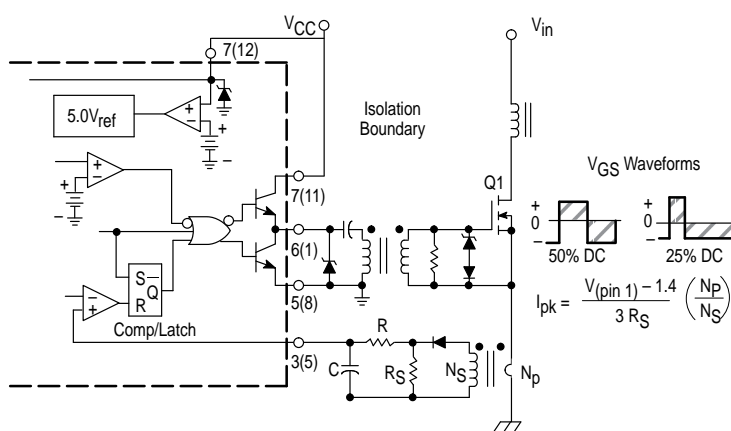 VCC
Vin
7(12)
5.0Vref
+
−
+
−
Isolation
Boundary
+
−
+
−
7(11)
Q1
VGS Waveforms
6(1)
+
0
−
+
0
−
50% DC
25% DC
S
Q
R
5(8)
−
+
Comp/Latch
Ipk = V(pin 1) − 1.4 / 3 RS (NP/NS)
3(5)
R
C
RS
NS
Np